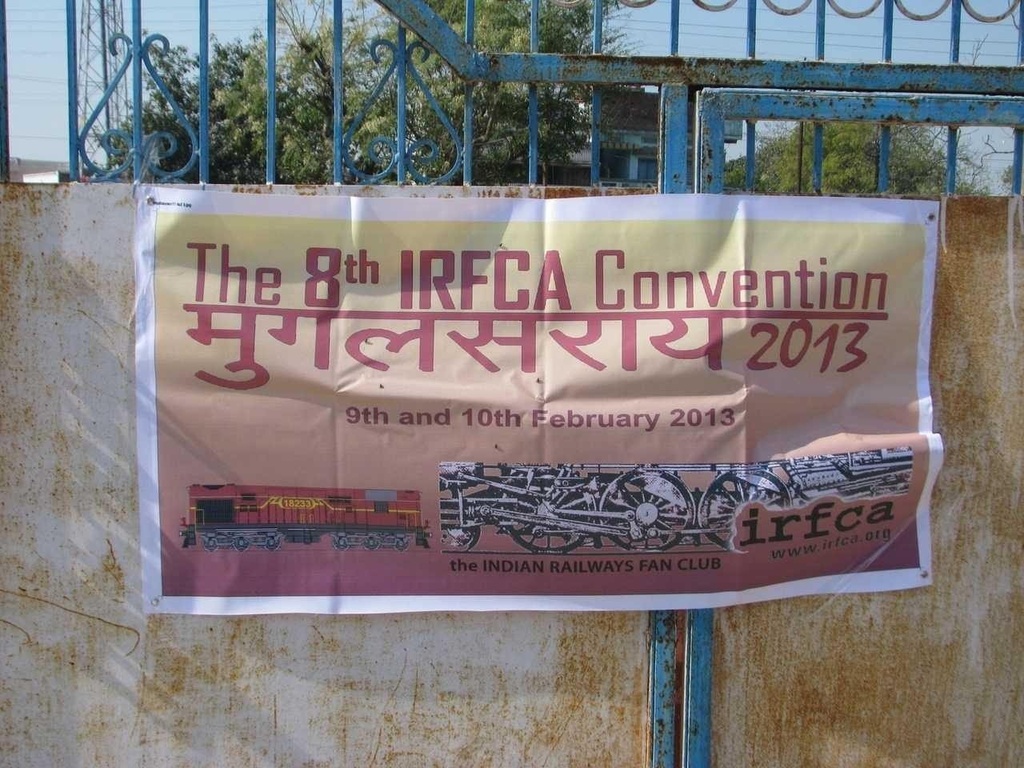 The 8th IRFCA Convention
मुगलसराय 2013
9th and 10th February 2013
18233
irfca
www.irfca.org
the INDIAN RAILWAYS FAN CLUB